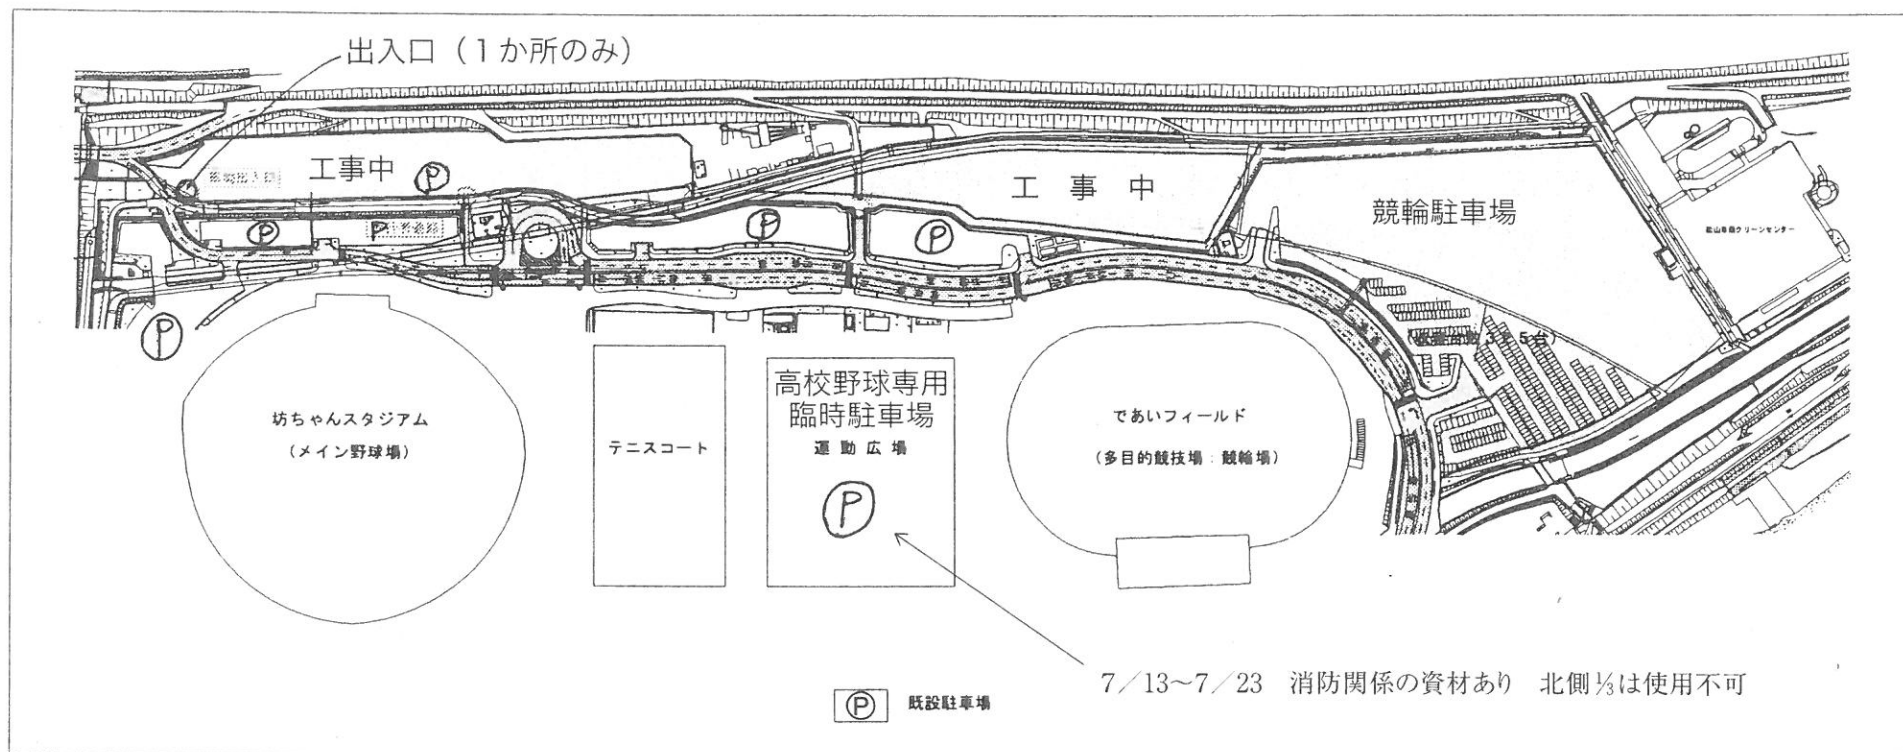 出入口（１か所のみ）
工事中
Ⓟ
工 事 中
競輪駐車場
Ⓟ
P
Ⓟ
Ⓟ
Ⓟ
坊ちゃんスタジアム
（メイン野球場）
テニスコート
高校野球専用
臨時駐車場
運動広場
Ⓟ
であいフィールド
（多目的競技場：競輪場）
7／13～7／23　消防関係の資材あり　北側⅓は使用不可
Ⓟ 既設駐車場